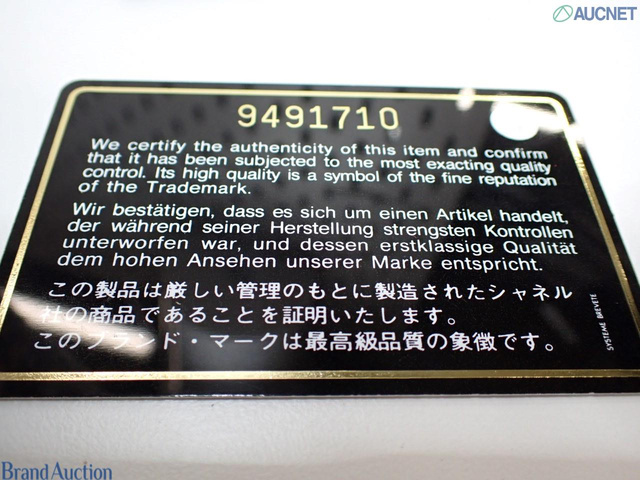 AUCNET
9491710
We certify the authenticity of this item and confirm
that it has been subjected to the most exacting quality
control. Its high quality is a symbol of the fine reputation
of the Trademark.
Wir bestätigen, dass es sich um einen Artikel handelt,
der während seiner Herstellung strengsten Kontrollen
unterworfen war, und dessen erstklassige Qualität
dem hohen Ansehen unserer Marke entspricht.
この製品は厳しい管理のもとに製造されたシャネル
社の商品であることを証明いたします。
このブランド・マークは最高級品質の象徴です。
SYSTEME BREVETE
Brand Auction